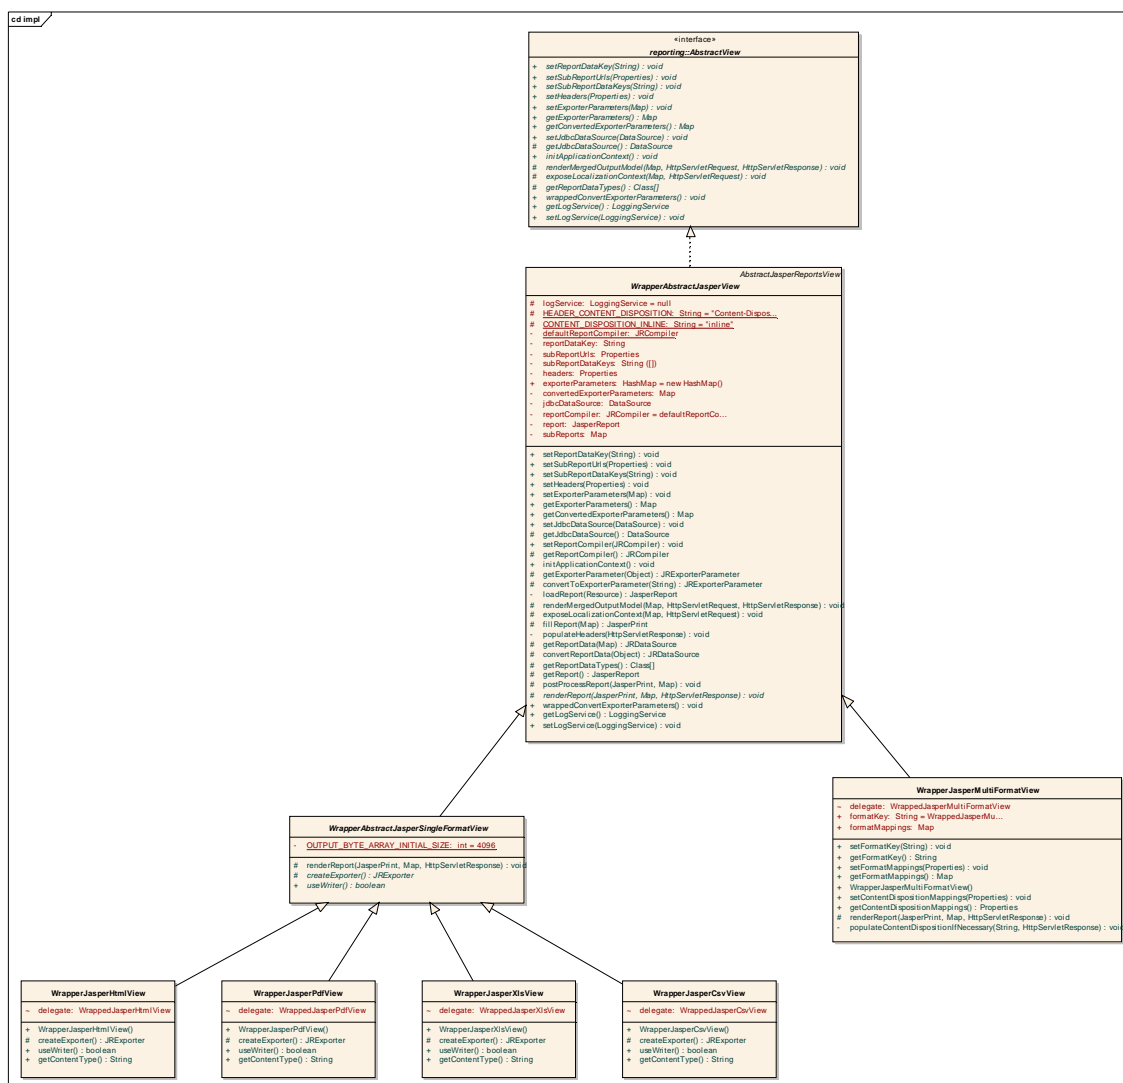 cd impl
«interface»
reporting::AbstractView
+ setReportDataKey(String) : void
+ setSubReportUrls(Properties) : void
+ setSubReportDataKeys(String) : void
+ setHeaders(Properties) : void
+ setExporterParameters(Map) : void
+ getExporterParameters() : Map
+ getConvertedExporterParameters() : Map
+ setJdbcDataSource(DataSource) : void
# getJdbcDataSource() : DataSource
+ initApplicationContext() : void
# renderMergedOutputModel(Map, HttpServletRequest, HttpServletResponse) : void
# exposeLocalizationContext(Map, HttpServletRequest) : void
# getReportDataTypes() : Class[]
+ wrappedConvertExporterParameters() : void
+ getLogService() : LoggingService
+ setLogService(LoggingService) : void
AbstractJasperReportsView
WrapperAbstractJasperView
# logService: LoggingService = null
# HEADER_CONTENT_DISPOSITION: String = "Content-Dispos...
# CONTENT_DISPOSITION_INLINE: String = "inline"
- defaultReportCompiler: JRCompiler
- reportDataKey: String
- subReportUrls: Properties
- subReportDataKeys: String ([])
- headers: Properties
+ exporterParameters: HashMap = new HashMap()
- convertedExporterParameters: Map
- jdbcDataSource: DataSource
- reportCompiler: JRCompiler = defaultReportCo...
- report: JasperReport
- subReports: Map
+ setReportDataKey(String) : void
+ setSubReportUrls(Properties) : void
+ setSubReportDataKeys(String) : void
+ setHeaders(Properties) : void
+ setExporterParameters(Map) : void
+ getExporterParameters() : Map
+ getConvertedExporterParameters() : Map
+ setJdbcDataSource(DataSource) : void
# getJdbcDataSource() : DataSource
+ setReportCompiler(JRCompiler) : void
# getReportCompiler() : JRCompiler
+ initApplicationContext() : void
# getExporterParameter(Object) : JRExporterParameter
# convertToExporterParameter(String) : JRExporterParameter
- loadReport(Resource) : JasperReport
# renderMergedOutputModel(Map, HttpServletRequest, HttpServletResponse) : void
# exposeLocalizationContext(Map, HttpServletRequest) : void
# fillReport(Map) : JasperPrint
- populateHeaders(HttpServletResponse) : void
# getReportData(Map) : JRDataSource
# convertReportData(Object) : JRDataSource
# getReportDataTypes() : Class[]
# getReport() : JasperReport
# postProcessReport(JasperPrint, Map) : void
# renderReport(JasperPrint, Map, HttpServletResponse) : void
+ wrappedConvertExporterParameters() : void
+ getLogService() : LoggingService
+ setLogService(LoggingService) : void
WrapperJasperMultiFormatView
~ delegate: WrappedJasperMultiFormatView
+ formatKey: String = WrappedJasperMu...
+ formatMappings: Map
+ setFormatKey(String) : void
+ getFormatKey() : String
+ setFormatMappings(Properties) : void
+ getFormatMappings() : Map
+ WrapperJasperMultiFormatView()
+ setContentDispositionMappings(Properties) : void
+ getContentDispositionMappings() : Properties
# renderReport(JasperPrint, Map, HttpServletResponse) : void
- populateContentDispositionIfNecessary(String, HttpServletResponse) : void
WrapperAbstractJasperSingleFormatView
- OUTPUT_BYTE_ARRAY_INITIAL_SIZE: int = 4096
# renderReport(JasperPrint, Map, HttpServletResponse) : void
# createExporter() : JRExporter
+ useWriter() : boolean
WrapperJasperHtmlView
~ delegate: WrappedJasperHtmlView
+ WrapperJasperHtmlView()
# createExporter() : JRExporter
+ useWriter() : boolean
+ getContentType() : String
WrapperJasperPdfView
~ delegate: WrappedJasperPdfView
+ WrapperJasperPdfView()
# createExporter() : JRExporter
+ useWriter() : boolean
+ getContentType() : String
WrapperJasperXlsView
~ delegate: WrappedJasperXlsView
+ WrapperJasperXlsView()
# createExporter() : JRExporter
+ useWriter() : boolean
+ getContentType() : String
WrapperJasperCsvView
~ delegate: WrappedJasperCsvView
+ WrapperJasperCsvView()
# createExporter() : JRExporter
+ useWriter() : boolean
+ getContentType() : String